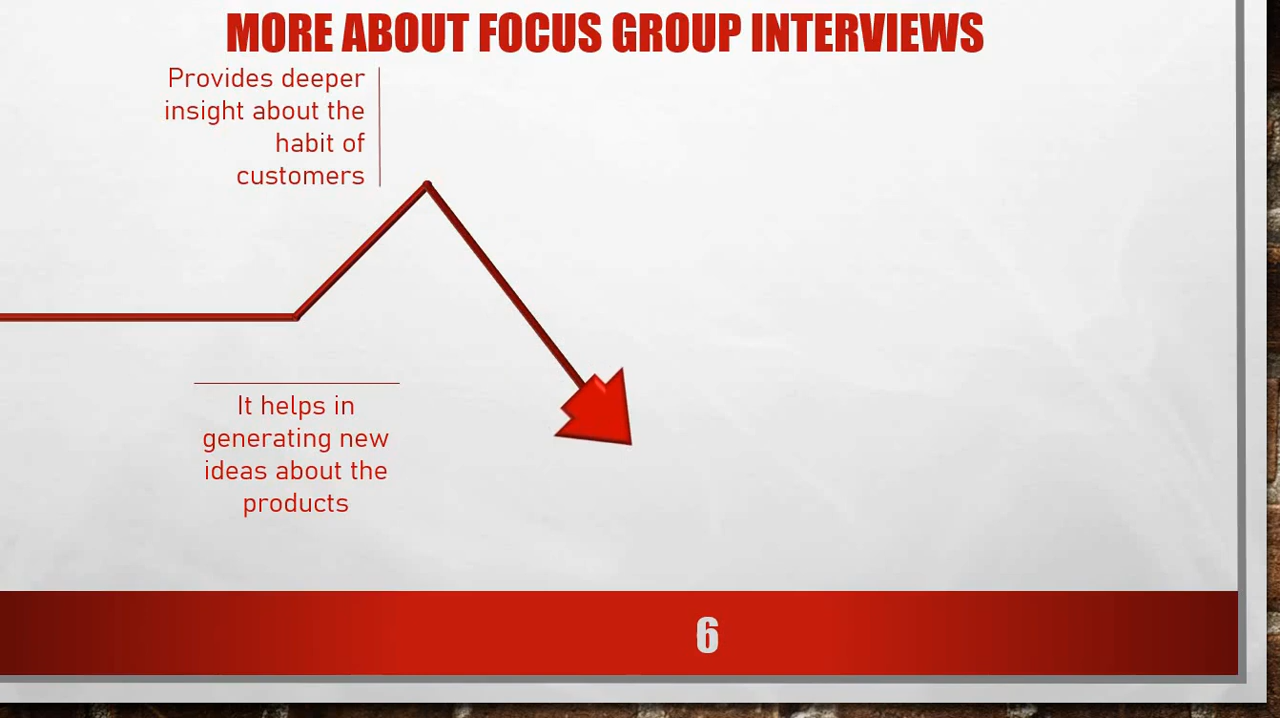 MORE ABOUT FOCUS GROUP INTERVIEWS
Provides deeper
insight about the
habit of
customers
It helps in
generating new
ideas about the
products
6